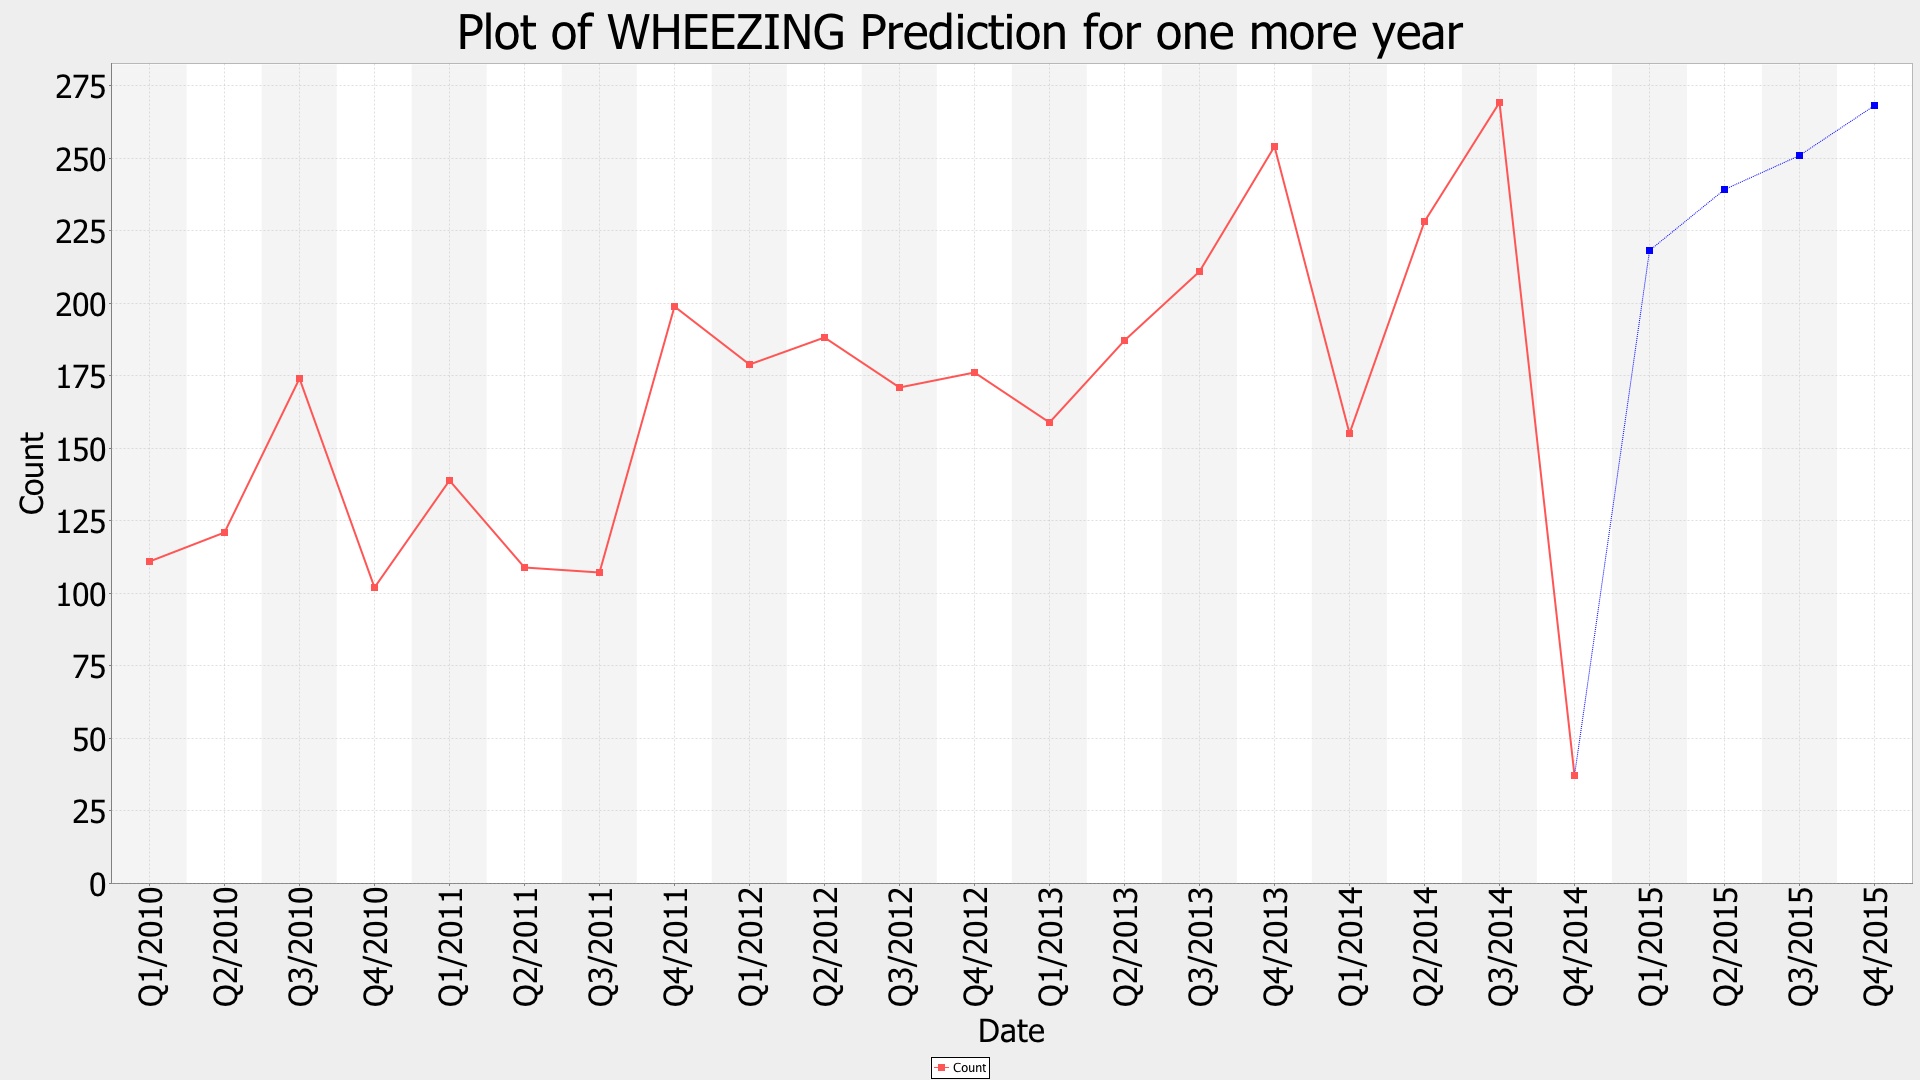 Plot of WHEEZING Prediction for one more year
275
250
225
200
175
150
125
100
75
50
25
0
Count
Q1/2010
Q2/2010
Q3/2010
Q4/2010
Q1/2011
Q2/2011
Q3/2011
Q4/2011
Q1/2012
Q2/2012
Q3/2012
Q4/2012
Q1/2013
Q2/2013
Q3/2013
Q4/2013
Q1/2014
Q2/2014
Q3/2014
Q4/2014
Q1/2015
Q2/2015
Q3/2015
Q4/2015
Date
Count